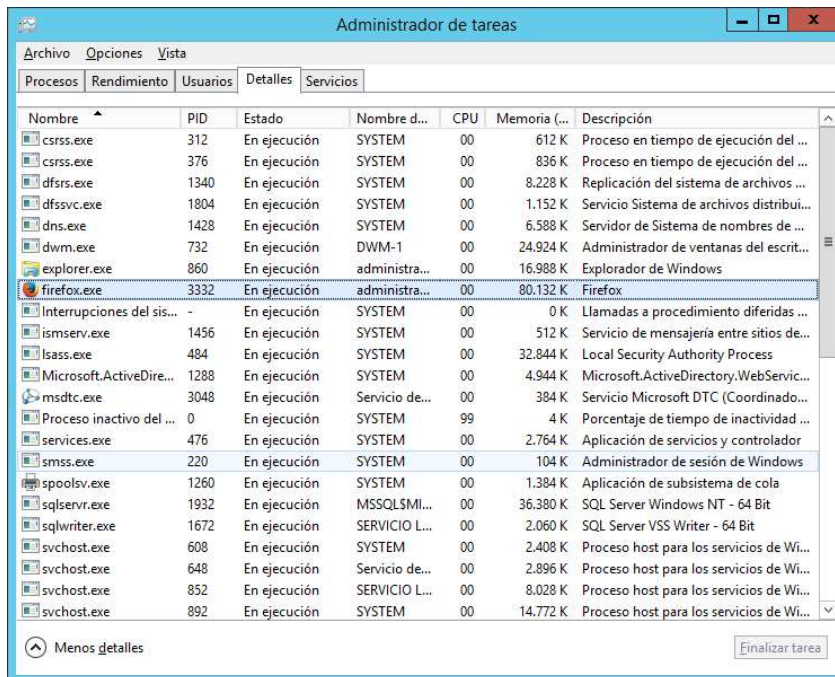 Administrador de tareas
Archivo Opciones Vista
Procesos Rendimiento Usuarios Detalles Servicios
Nombre PID Estado Nombre d... CPU Memoria (... Descripción
csrss.exe 312 En ejecución SYSTEM 00 612 K Proceso en tiempo de ejecución del ...
csrss.exe 376 En ejecución SYSTEM 00 836 K Proceso en tiempo de ejecución del ...
dfsrs.exe 1340 En ejecución SYSTEM 00 8.228 K Replicación del sistema de archivos ...
dfssvc.exe 1804 En ejecución SYSTEM 00 1.152 K Servicio Sistema de archivos distribui...
dns.exe 1428 En ejecución SYSTEM 00 6.588 K Servidor de Sistema de nombres de ...
dwm.exe 732 En ejecución DWM-1 00 24.924 K Administrador de ventanas del escrit...
explorer.exe 860 En ejecución administra... 00 16.988 K Explorador de Windows
firefox.exe 3332 En ejecución administra... 00 80.132 K Firefox
Interrupciones del sis... - En ejecución SYSTEM 00 0 K Llamadas a procedimiento diferidas ...
ismserv.exe 1456 En ejecución SYSTEM 00 512 K Servicio de mensajería entre sitios de...
lsass.exe 484 En ejecución SYSTEM 00 32.844 K Local Security Authority Process
Microsoft.ActiveDire... 1288 En ejecución SYSTEM 00 4.944 K Microsoft.ActiveDirectory.WebServic...
msdtc.exe 3048 En ejecución Servicio de... 00 384 K Servicio Microsoft DTC (Coordinado...
Proceso inactivo del ... 0 En ejecución SYSTEM 99 4 K Porcentaje de tiempo de inactividad ...
services.exe 476 En ejecución SYSTEM 00 2.764 K Aplicación de servicios y controlador
smss.exe 220 En ejecución SYSTEM 00 104 K Administrador de sesión de Windows
spoolsv.exe 1260 En ejecución SYSTEM 00 1.384 K Aplicación de subsistema de cola
sqlservr.exe 1932 En ejecución MSSQL$MI... 00 36.380 K SQL Server Windows NT - 64 Bit
sqlwriter.exe 1672 En ejecución SERVICIO L... 00 2.060 K SQL Server VSS Writer - 64 Bit
svchost.exe 608 En ejecución SYSTEM 00 2.408 K Proceso host para los servicios de Wi...
svchost.exe 648 En ejecución Servicio de... 00 2.896 K Proceso host para los servicios de Wi...
svchost.exe 852 En ejecución SERVICIO L... 00 8.028 K Proceso host para los servicios de Wi...
svchost.exe 892 En ejecución SYSTEM 00 14.772 K Proceso host para los servicios de Wi...
Menos detalles Finalizar tarea